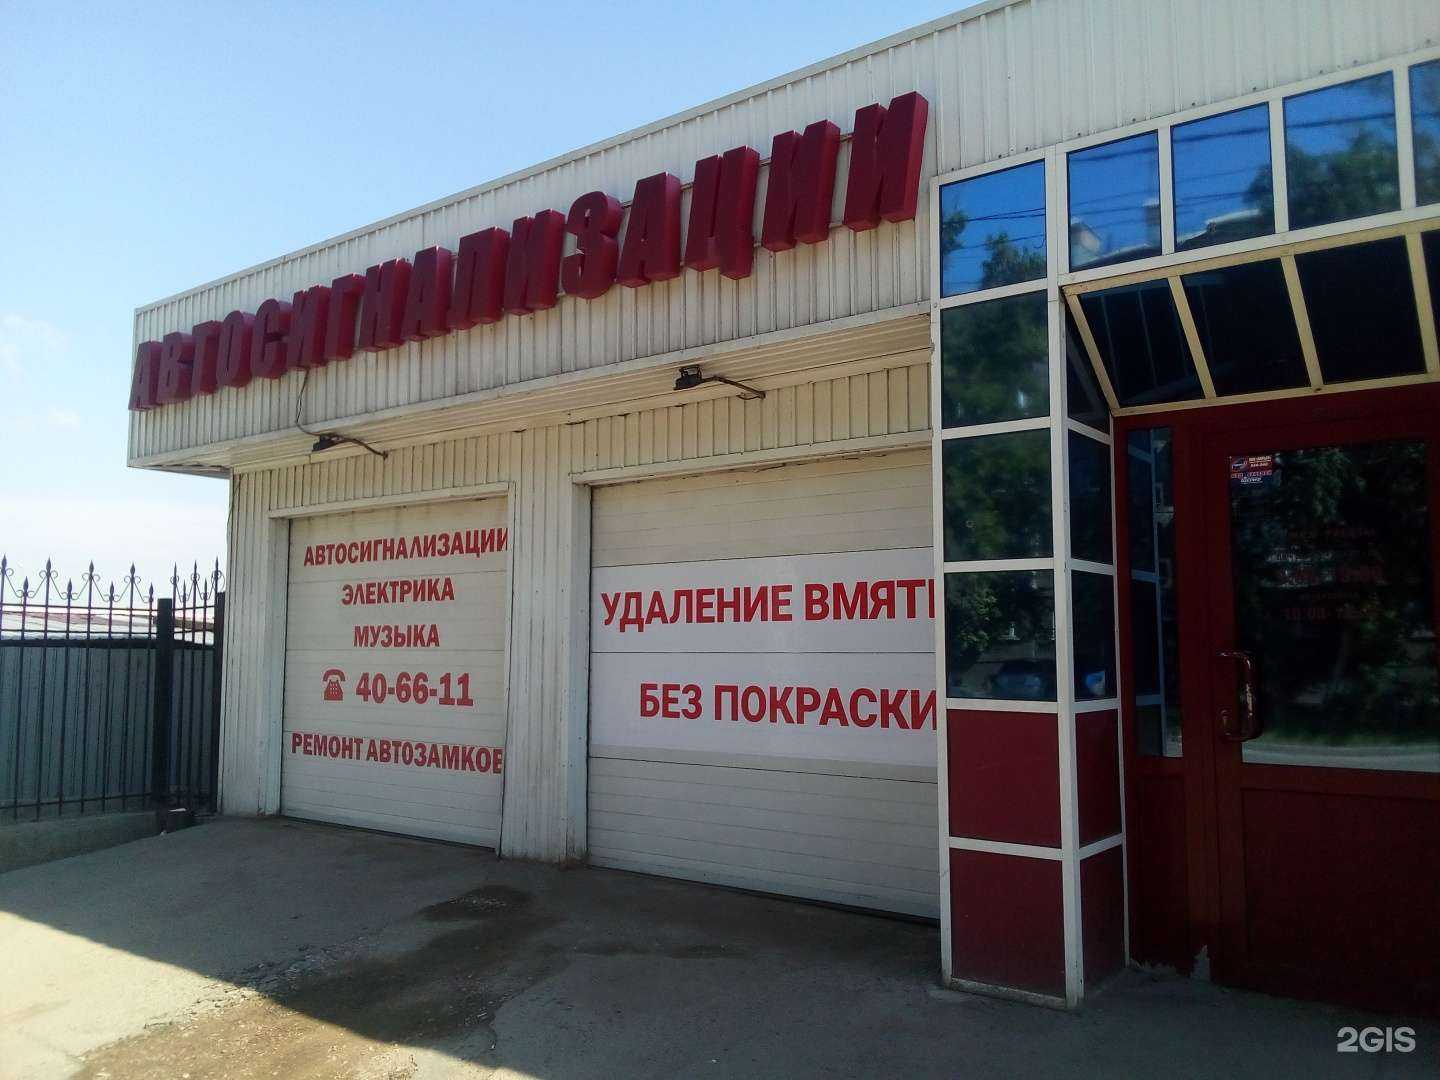 АВТОСИГНАЛИЗАЦИИ
АВТОСИГНАЛИЗАЦИИ
ЭЛЕКТРИКА
МУЗЫКА
☎ 40-66-11
РЕМОНТ АВТОЗАМКОВ
УДАЛЕНИЕ ВМЯТ
БЕЗ ПОКРАСКИ
2GIS